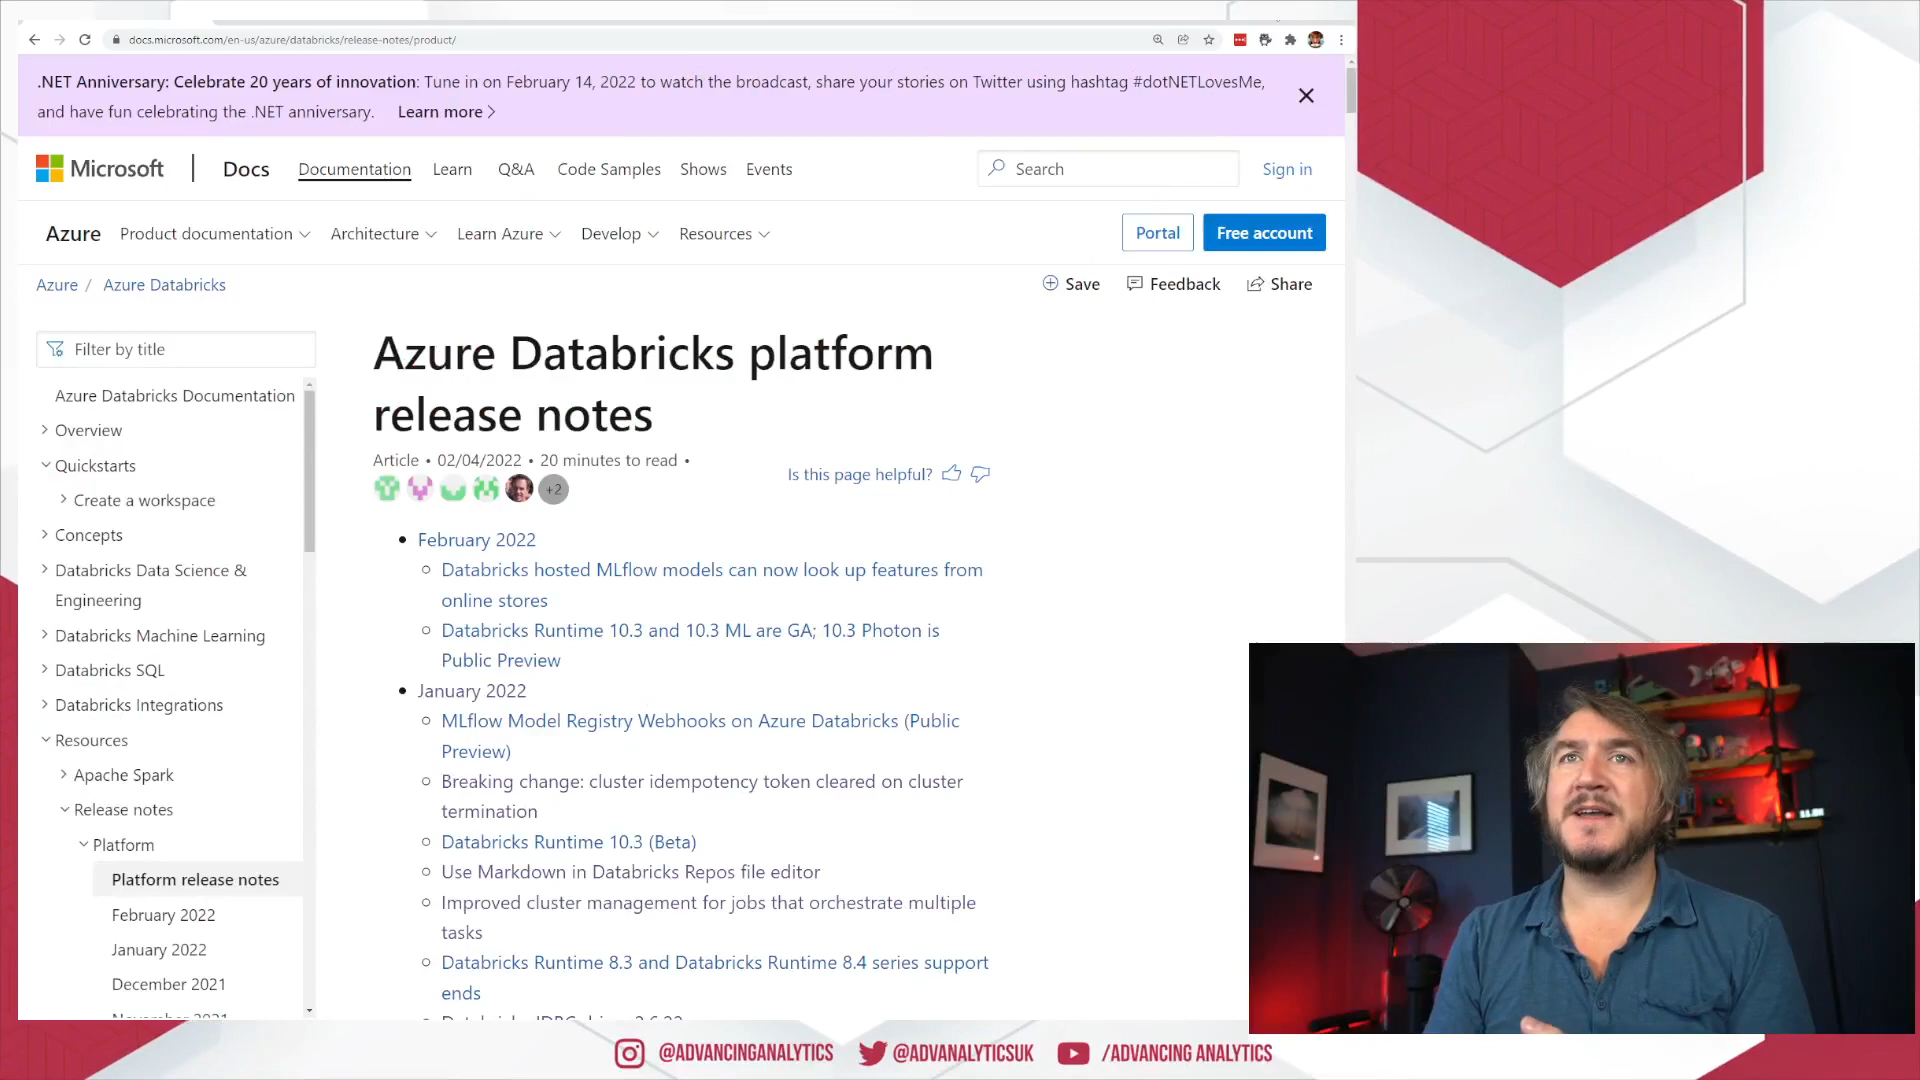 docs.microsoft.com/en-us/azure/databricks/release-notes/product/
.NET Anniversary: Celebrate 20 years of innovation: Tune in on February 14, 2022 to watch the broadcast, share your stories on Twitter using hashtag #dotNETLovesMe,
and have fun celebrating the .NET anniversary. Learn more
Microsoft Docs Documentation Learn Q&A Code Samples Shows Events Search Sign in
Azure Product documentation Architecture Learn Azure Develop Resources Portal Free account
Azure / Azure Databricks Save Feedback Share
Filter by title
Azure Databricks Documentation
Overview
Quickstarts
Create a workspace
Concepts
Databricks Data Science &
Engineering
Databricks Machine Learning
Databricks SQL
Databricks Integrations
Resources
Apache Spark
Release notes
Platform
Platform release notes
February 2022
January 2022
December 2021
November 2021
Azure Databricks platform
release notes
Article • 02/04/2022 • 20 minutes to read •
+2
Is this page helpful?
• February 2022
Databricks hosted MLflow models can now look up features from
online stores
Databricks Runtime 10.3 and 10.3 ML are GA; 10.3 Photon is
Public Preview
• January 2022
MLflow Model Registry Webhooks on Azure Databricks (Public
Preview)
Breaking change: cluster idempotency token cleared on cluster
termination
Databricks Runtime 10.3 (Beta)
Use Markdown in Databricks Repos file editor
Improved cluster management for jobs that orchestrate multiple
tasks
Databricks Runtime 8.3 and Databricks Runtime 8.4 series support
ends
@ADVANCINGANALYTICS @ADVANALYTICSUK /ADVANCING ANALYTICS